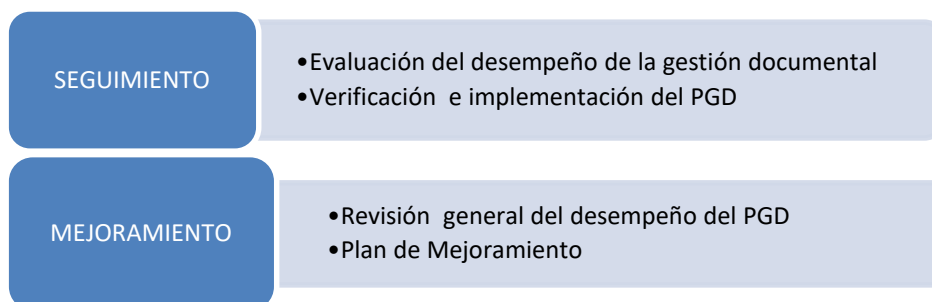 SEGUIMIENTO
•Evaluación del desempeño de la gestión documental
•Verificación e implementación del PGD
MEJORAMIENTO
•Revisión general del desempeño del PGD
•Plan de Mejoramiento